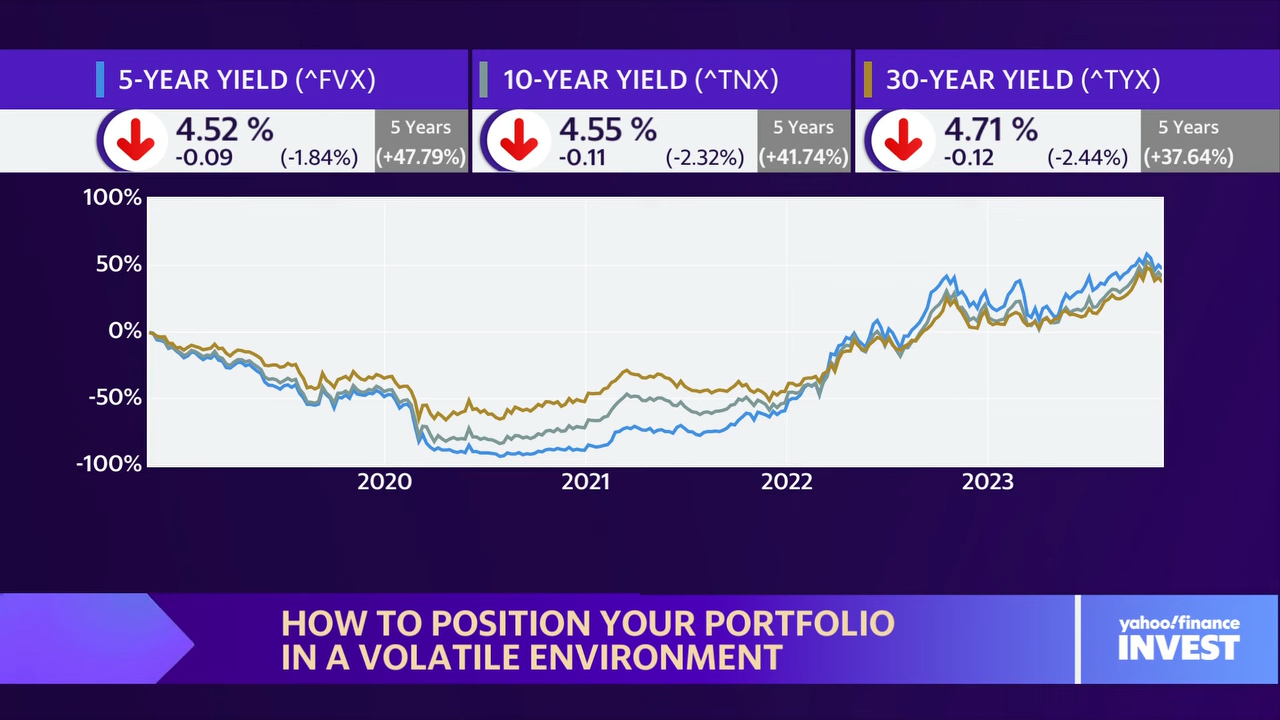 5-YEAR YIELD (^FVX)
4.52 %
-0.09 (-1.84%)
5 Years
(+47.79%)
10-YEAR YIELD (^TNX)
4.55 %
-0.11 (-2.32%)
5 Years
(+41.74%)
30-YEAR YIELD (^TYX)
4.71 %
-0.12 (-2.44%)
5 Years
(+37.64%)
100%
50%
0%
-50%
-100%
2020 2021 2022 2023
HOW TO POSITION YOUR PORTFOLIO
IN A VOLATILE ENVIRONMENT
yahoo!finance
INVEST